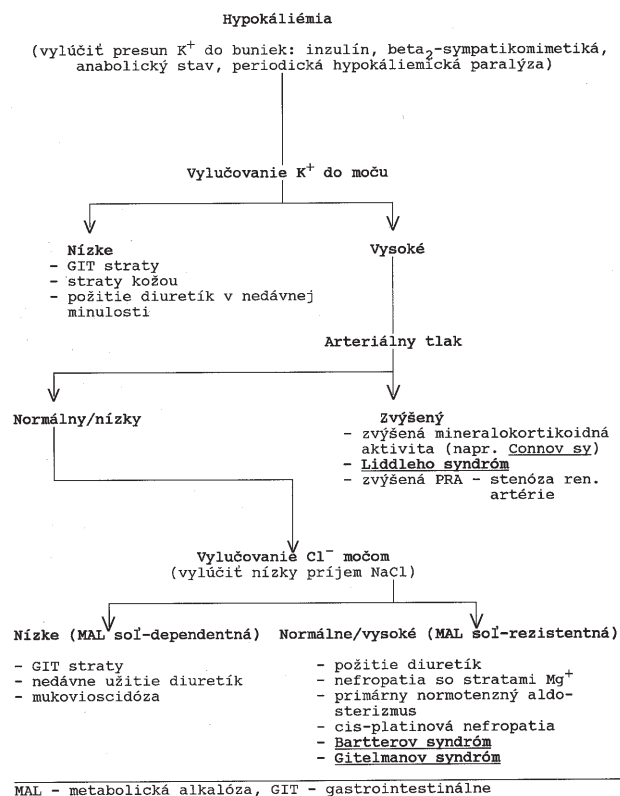 Hypokáliémia
(vylúčiť presun K+ do buniek: inzulín, beta2-sympatikomimetiká,
anabolický stav, periodická hypokáliemická paralýza)
Vylučovanie K+ do moču
Nízke
- GIT straty
- straty kožou
- požitie diuretík v nedávnej
minulosti
Vysoké
Arteriálny tlak
Normálny/nízky
Zvýšený
- zvýšená mineralokortikoidná
aktivita (napr. Connov sy)
- Liddleho syndróm
- zvýšená PRA - stenóza ren.
artérie
Vylučovanie Cl- močom
(vylúčiť nízky príjem NaCl)
Nízke (MAL soľ-dependentná)
- GIT straty
- nedávne užitie diuretík
- mukovioscidóza
Normálne/vysoké (MAL soľ-rezistentná)
- požitie diuretík
- nefropatia so stratami Mg+
- primárny normotenzný aldo-
sterizmus
- cis-platinová nefropatia
- Bartterov syndróm
- Gitelmanov syndróm
MAL - metabolická alkalóza, GIT - gastrointestinálne